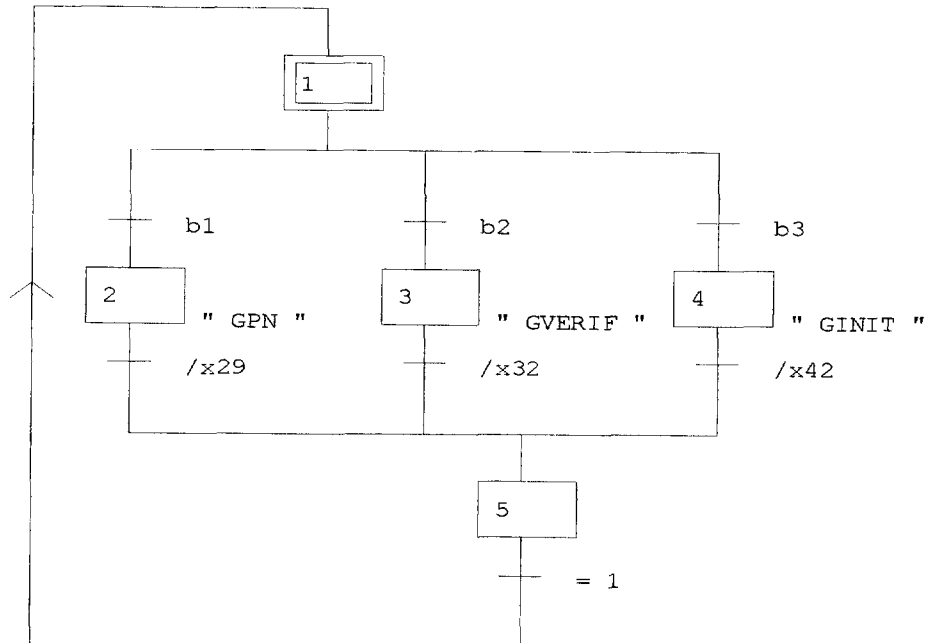 1
b1 b2 b3
2 3 4
" GPN " " GVERIF " " GINIT "
/x29 /x32 /x42
5
= 1